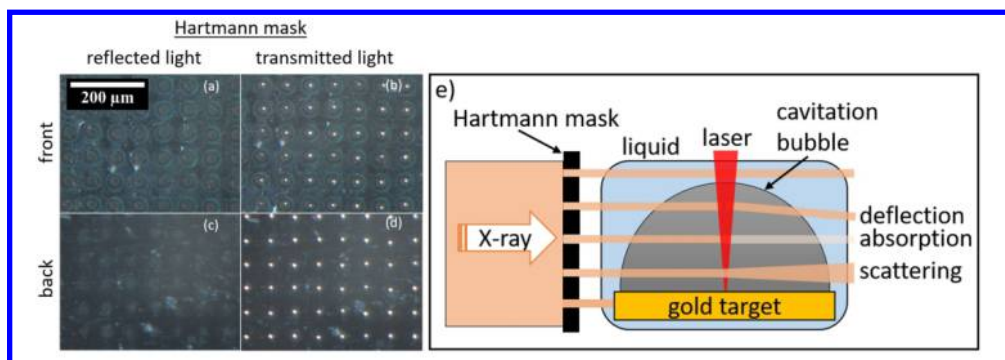 Hartmann mask
reflected light
transmitted light
(a)
(b)
200 µm
front
(c)
(d)
back
e)
Hartmann mask
liquid
laser
cavitation
bubble
X-ray
deflection
absorption
scattering
gold target